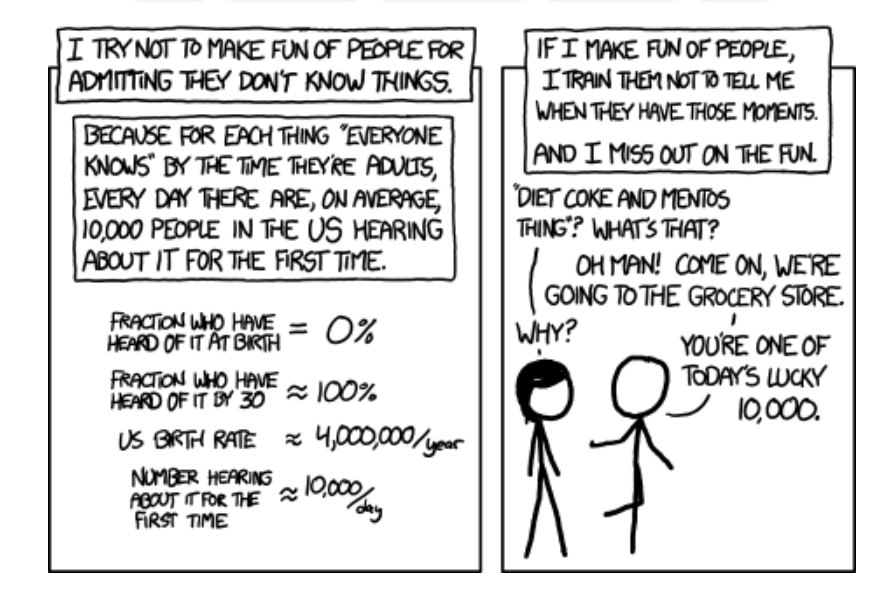 I TRY NOT TO MAKE FUN OF PEOPLE FOR
ADMITTING THEY DON'T KNOW THINGS.
BECAUSE FOR EACH THING "EVERYONE
KNOWS" BY THE TIME THEY'RE ADULTS,
EVERY DAY THERE ARE, ON AVERAGE,
10,000 PEOPLE IN THE US HEARING
ABOUT IT FOR THE FIRST TIME.
FRACTION WHO HAVE
HEARD OF IT AT BIRTH = 0%
FRACTION WHO HAVE
HEARD OF IT BY 30 ≈ 100%
US BIRTH RATE ≈ 4,000,000/year
NUMBER HEARING
ABOUT IT FOR THE ≈ 10,000/day
FIRST TIME
IF I MAKE FUN OF PEOPLE,
I TRAIN THEM NOT TO TELL ME
WHEN THEY HAVE THOSE MOMENTS.
AND I MISS OUT ON THE FUN.
"DIET COKE AND MENTOS
THING"? WHAT'S THAT?
OH MAN! COME ON, WE'RE
GOING TO THE GROCERY STORE.
WHY?
YOU'RE ONE OF
TODAY'S LUCKY
10,000.